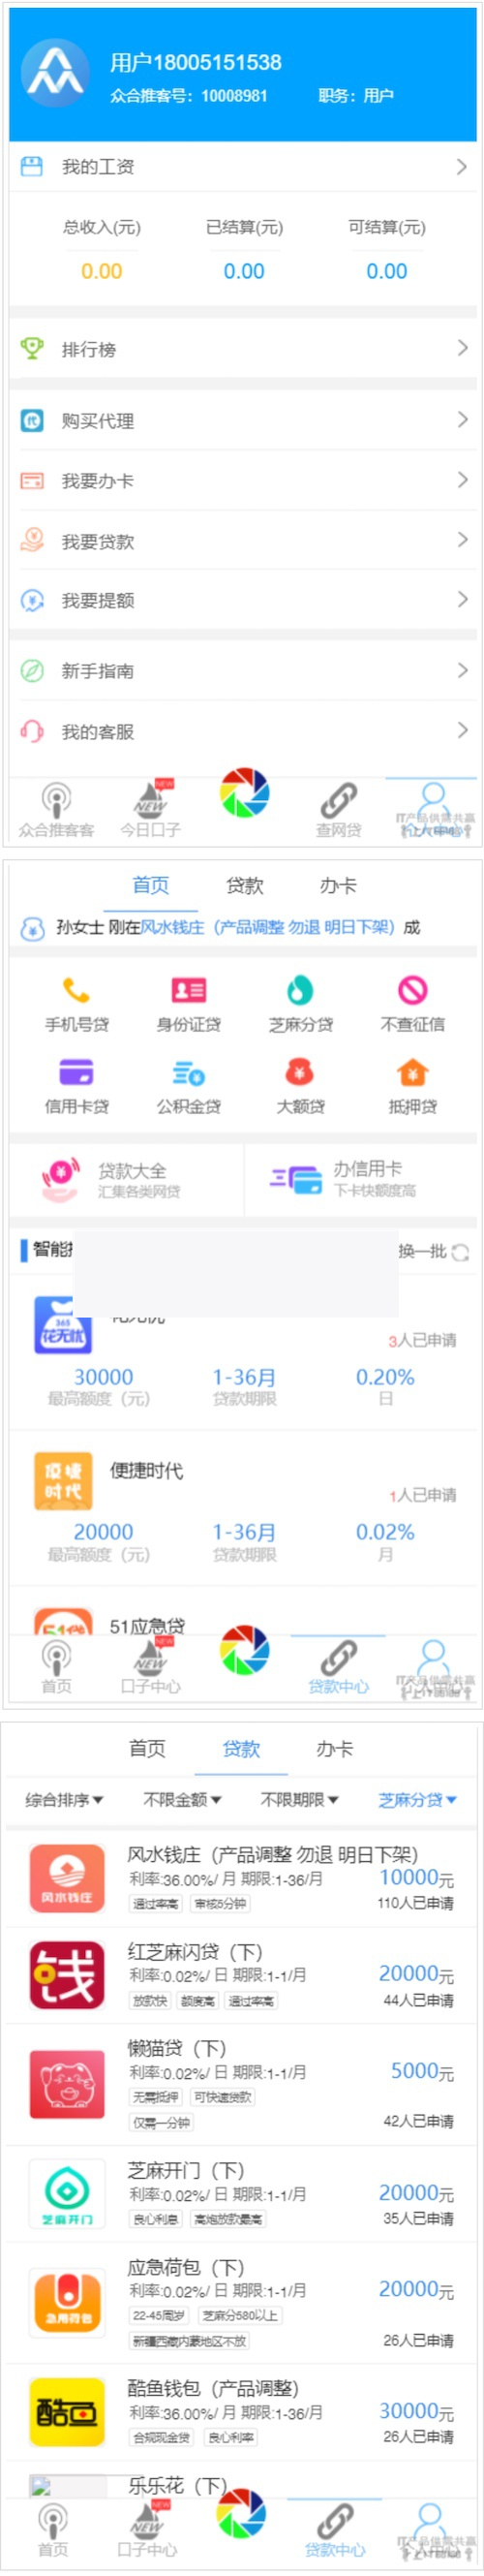 用户18005151538
众合推客号：10008981 职务：用户
我的工资
总收入(元) 已结算(元) 可结算(元)
0.00 0.00 0.00
排行榜
购买代理
我要办卡
我要贷款
我要提额
新手指南
我的客服
NEW
NEW
众合推客客 今日口子 查网贷
IT产品供需共赢
首页 贷款 办卡
孙女士 刚在风水钱庄（产品调整 勿退 明日下架）成
手机号贷 身份证贷 芝麻分贷 不查征信
信用卡贷 公积金贷 大额贷 抵押贷
贷款大全 办信用卡
汇集各类网贷 下卡快额度高
智能 换一批
365
花无忧
花无忧
3人已申请
30000 1-36月 0.20%
最高额度（元） 贷款期限 日
便捷时代
便捷时代
1人已申请
20000 1-36月 0.02%
最高额度（元） 贷款期限 月
51应急贷
NEW
NEW
首页 口子中心 贷款中心
IT产品供需共赢
首页 贷款 办卡
综合排序 不限金额 不限期限 芝麻分贷
风水钱庄（产品调整 勿退 明日下架）
利率:36.00%/ 月 期限:1-36/月 10000元
风水钱庄
通过率高 审核5分钟 110人已申请
红芝麻闪贷（下）
钱
利率:0.02%/ 日 期限:1-1/月 20000元
放款快 额度高 通过率高 44人已申请
懒猫贷（下）
利率:0.02%/ 日 期限:1-1/月 5000元
无需抵押 可快速贷款
仅需一分钟 42人已申请
芝麻开门（下）
利率:0.02%/ 日 期限:1-1/月 20000元
芝麻开门
良心利息 高炮放款最高 35人已申请
应急荷包（下）
利率:0.02%/ 日 期限:1-1/月 20000元
急用荷包
22-45周岁 芝麻分580以上
新疆西藏内蒙地区不放 26人已申请
酷鱼钱包（产品调整）
酷鱼
利率:36.00%/ 月 期限:1-36/月 30000元
合规现金贷 良心利率 26人已申请
乐乐花（下）
NEW
NEW
首页 口子中心 贷款中心
IT产品供需共赢